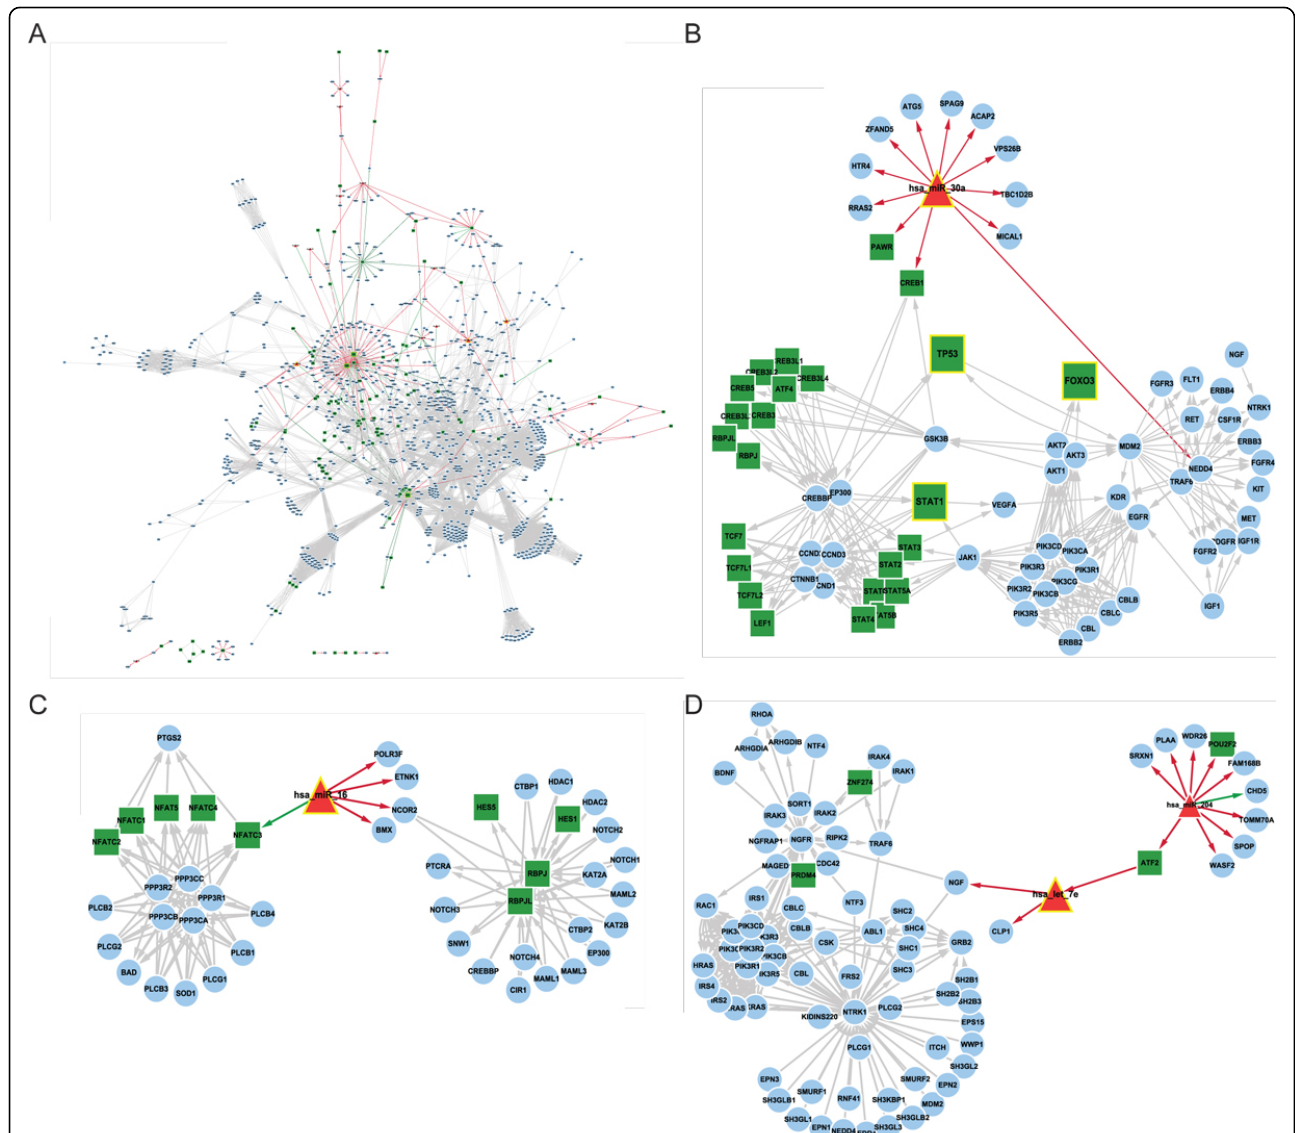 A
B
ATG5
SPAG9
ACAP2
ZFAND5
VPS26B
HTR4
hsa_miR_30a
TBC1D2B
RRAS2
MICAL1
PAWR
CREB1
TP53
FOXO3
NGF
CREB3L4
ATF4
CREB5
CREB3
RBPJL
RBPJ
FGFR3
FLT1
ERBB4
NTRK1
RET
CSF1R
ERBB3
FGFR4
GSK3B
AKT2
AKT3
AKT1
MDM2
NEDD4
TRAF6
KIT
CREBBP
EP300
STAT1
VEGFA
KDR
EGFR
MET
IGF1R
FGFR2
TCF7
TCF7L1
TCF7L2
LEF1
CCND3
CTNNB1
STAT3
STAT2
STAT5A
STAT4
JAK1
PIK3CD
PIK3CA
PIK3R3
PIK3R1
PIK3CG
PIK3R2
PIK3CB
PIK3R5
CBLB
CBLC
CBL
ERBB2
IGF1
C
PTGS2
POLR3F
ETNK1
hsa_miR_16
NCOR2
BMX
NFAT5
NFATC4
NFATC1
NFATC2
NFATC3
PPP3CC
PPP3R2
PPP3R1
PPP3CB
PPP3CA
PLCB2
PLCB4
PLCG2
PLCB1
BAD
PLCG1
PLCB3
SOD1
CTBP1
HDAC1
HDAC2
HES5
HES1
NOTCH2
NOTCH1
PTCRA
RBPJ
KAT2A
MAML2
RBPJL
NOTCH3
KAT2B
CTBP2
SNW1
EP300
NOTCH4
CREBBP
MAML3
MAML1
CIR1
D
RHOA
ARHGDIA
ARHGDIB
NTF4
BDNF
IRAK4
IRAK1
ZNF274
SORT1
IRAK3
IRAK2
NGFRAP1
NGFR
RIPK2
TRAF6
MAGED
CDC42
PRDM4
NGF
hsa_let_7e
CLP1
ATF2
SRXN1
PLAA
WDR26
POU2F2
FAM168B
CHD5
hsa_miR_204
TOMM70A
SPOP
WASF2
RAC1
IRS1
CBLC
NTF3
SHC2
PIK3CD
CBLB
ABL1
SHC4
GRB2
CSK
SHC1
PIK3R2
PIK3R1
CBL
FRS2
SHC3
HRAS
IRS4
IRS2
KRAS
KIDINS220
NTRK1
PLCG2
SH2B1
SH2B2
SH2B3
EPS15
PLCG1
ITCH
WWP1
SH3GL2
EPN3
SMURF2
EPN2
SH3GLB1
SMURF1
RNF41
SH3KBP1
MDM2
SH3GL1
SH3GLB2
EPN1
NEDD4
SH3GL3